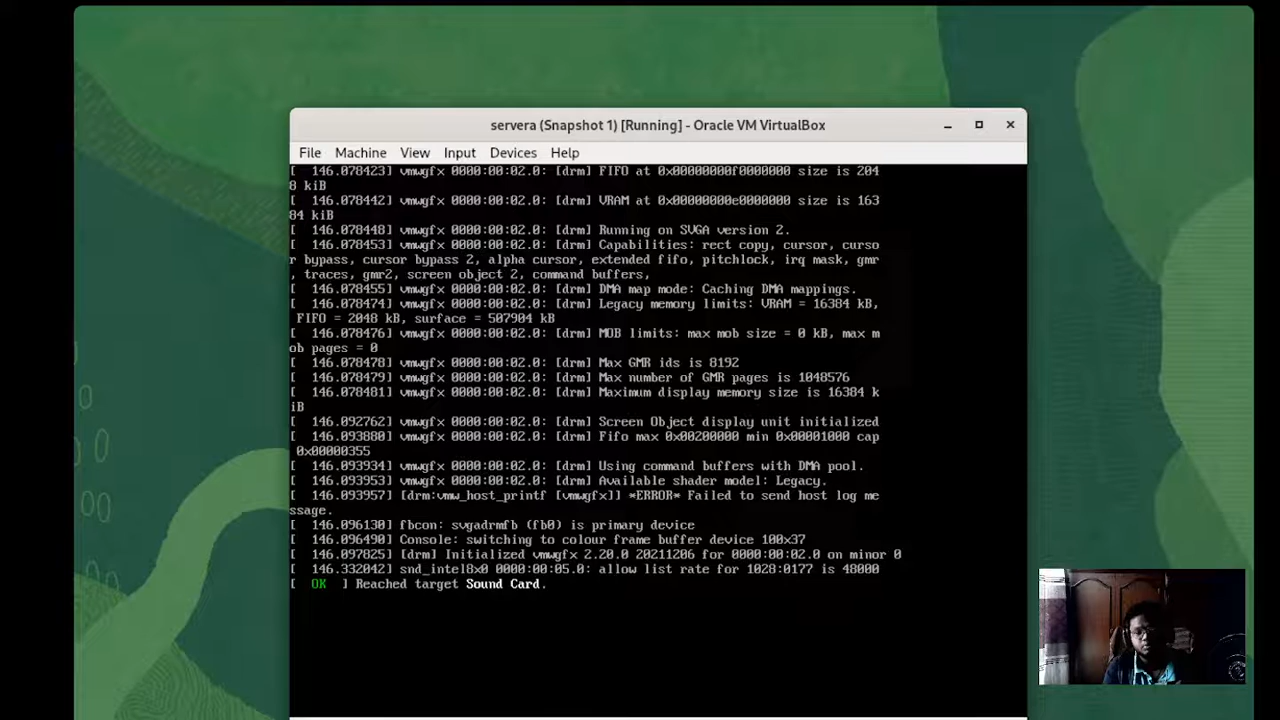 servera (Snapshot 1) [Running] - Oracle VM VirtualBox
File Machine View Input Devices Help
[  146.078423] vmwgfx 0000:00:02.0: [drm] FIFO at 0x00000000f0000000 size is 204
8 kiB
[  146.078442] vmwgfx 0000:00:02.0: [drm] VRAM at 0x00000000e0000000 size is 163
84 kiB
[  146.078448] vmwgfx 0000:00:02.0: [drm] Running on SVGA version 2.
[  146.078453] vmwgfx 0000:00:02.0: [drm] Capabilities: rect copy, cursor, curso
r bypass, cursor bypass 2, alpha cursor, extended fifo, pitchlock, irq mask, gmr
, traces, gmr2, screen object 2, command buffers,
[  146.078455] vmwgfx 0000:00:02.0: [drm] DMA map mode: Caching DMA mappings.
[  146.078474] vmwgfx 0000:00:02.0: [drm] Legacy memory limits: VRAM = 16384 kB,
 FIFO = 2048 kB, surface = 507904 kB
[  146.078476] vmwgfx 0000:00:02.0: [drm] MOB limits: max mob size = 0 kB, max m
ob pages = 0
[  146.078478] vmwgfx 0000:00:02.0: [drm] Max GMR ids is 8192
[  146.078479] vmwgfx 0000:00:02.0: [drm] Max number of GMR pages is 1048576
[  146.078481] vmwgfx 0000:00:02.0: [drm] Maximum display memory size is 16384 k
iB
[  146.092762] vmwgfx 0000:00:02.0: [drm] Screen Object display unit initialized
[  146.093880] vmwgfx 0000:00:02.0: [drm] Fifo max 0x00200000 min 0x00001000 cap
 0x00000355
[  146.093934] vmwgfx 0000:00:02.0: [drm] Using command buffers with DMA pool.
[  146.093953] vmwgfx 0000:00:02.0: [drm] Available shader model: Legacy.
[  146.093957] [drm:vmw_host_printf [vmwgfx]] *ERROR* Failed to send host log me
ssage.
[  146.096130] fbcon: svgadrmfb (fb0) is primary device
[  146.096490] Console: switching to colour frame buffer device 100x37
[  146.097825] [drm] Initialized vmwgfx 2.20.0 20211206 for 0000:00:02.0 on minor 0
[  146.332042] snd_intel8x0 0000:00:05.0: allow list rate for 1028:0177 is 48000
[  OK  ] Reached target Sound Card.